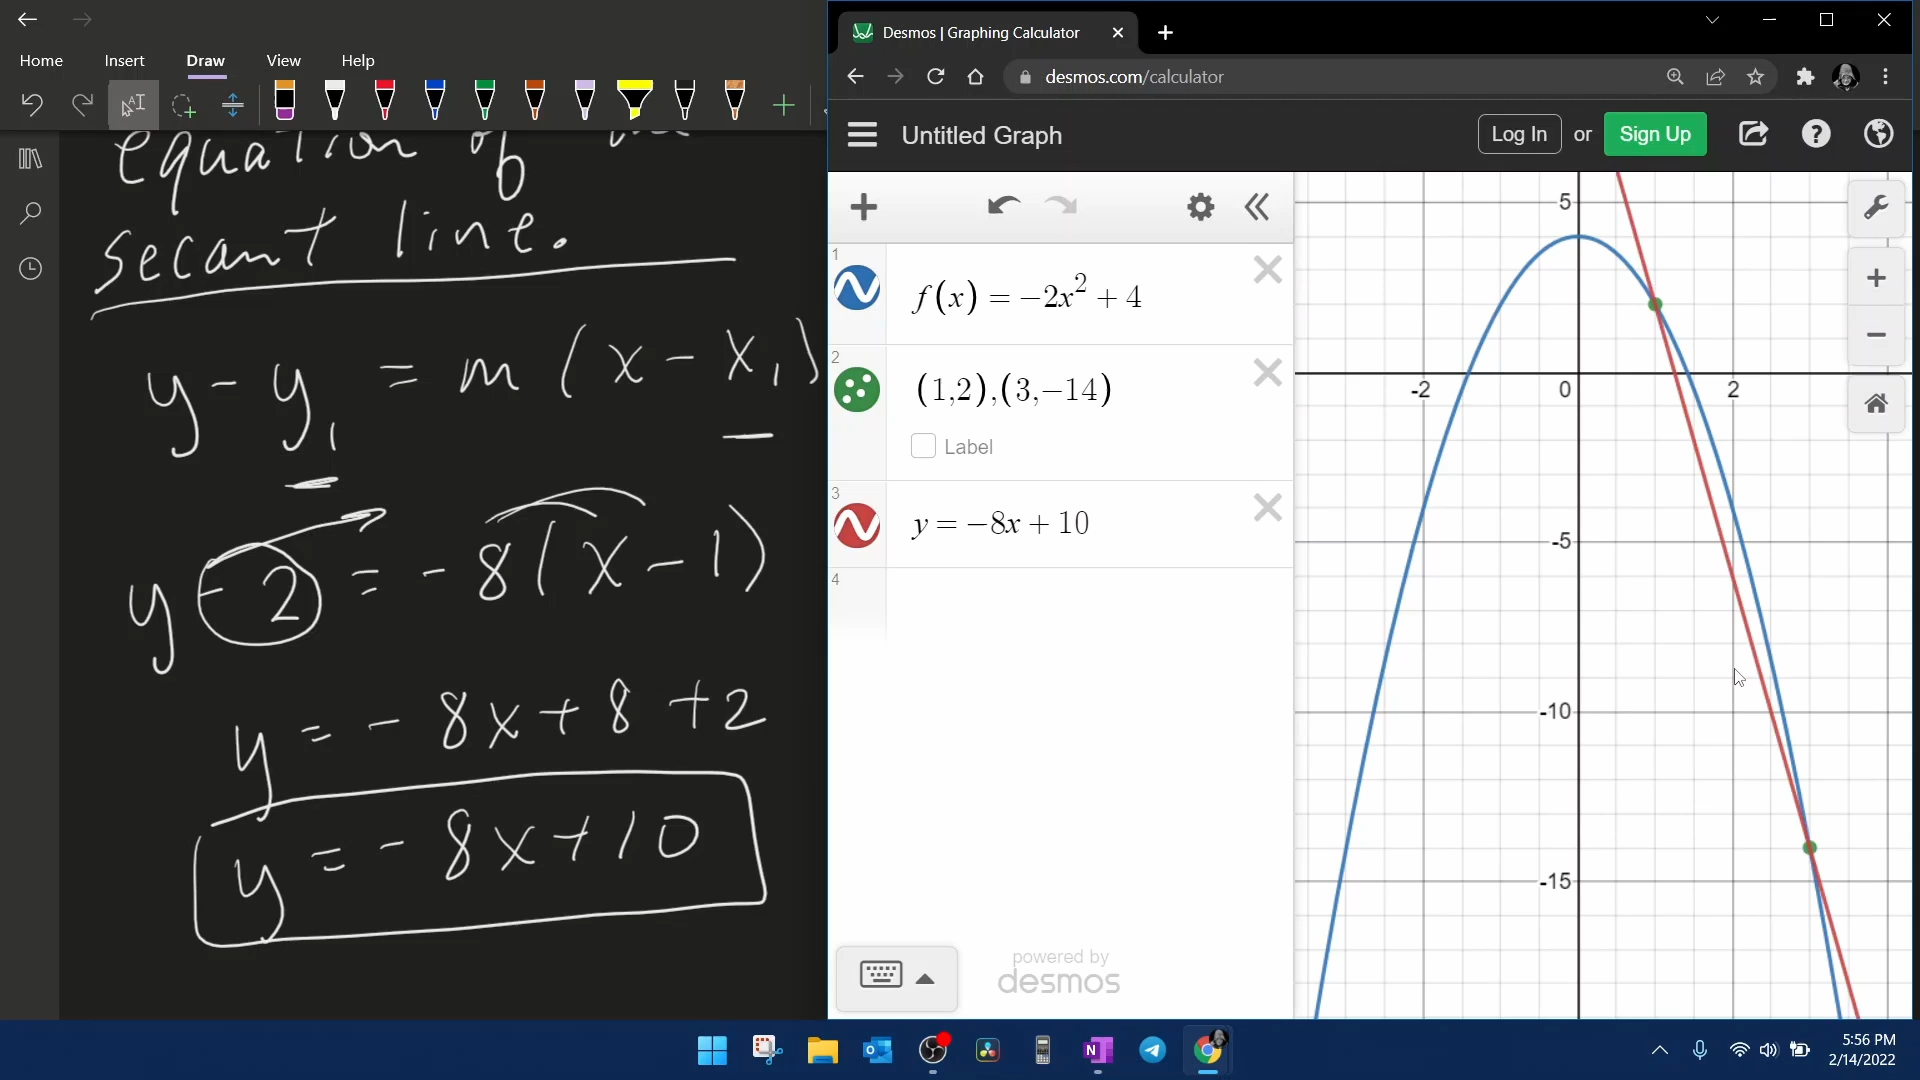 Home Insert Draw View Help
equation of
secant line.
y - y₁ = m(x - x₁)
y - 2 = -8(x - 1)
y = -8x + 8 + 2
y = -8x + 10
Desmos | Graphing Calculator
desmos.com/calculator
Untitled Graph
Log In or Sign Up
1
f(x) = −2x² + 4
2
(1,2),(3,−14)
Label
3
y = −8x + 10
4
powered by
desmos
5
-2 0 2
-5
-10
-15
5:56 PM
2/14/2022